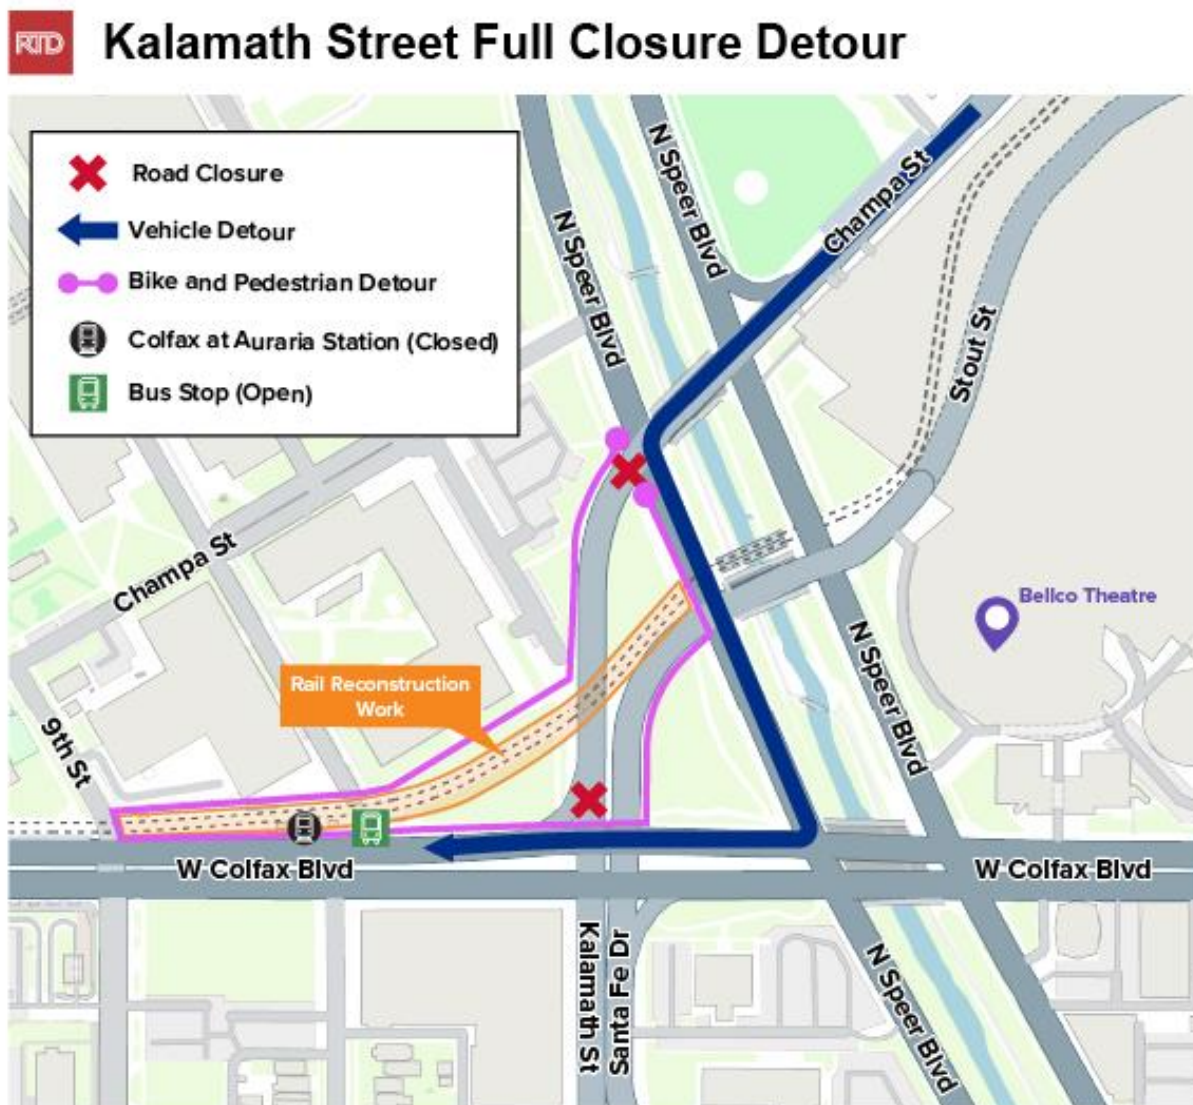 RTD
Kalamath Street Full Closure Detour
Road Closure
Vehicle Detour
Bike and Pedestrian Detour
Colfax at Auraria Station (Closed)
Bus Stop (Open)
N Speer Blvd
N Speer Blvd
Champa St
Stout St
Champa St
Bellco Theatre
Rail Reconstruction
Work
9th St
N Speer Blvd
W Colfax Blvd
W Colfax Blvd
Kalamath St
Santa Fe Dr
N Speer Blvd